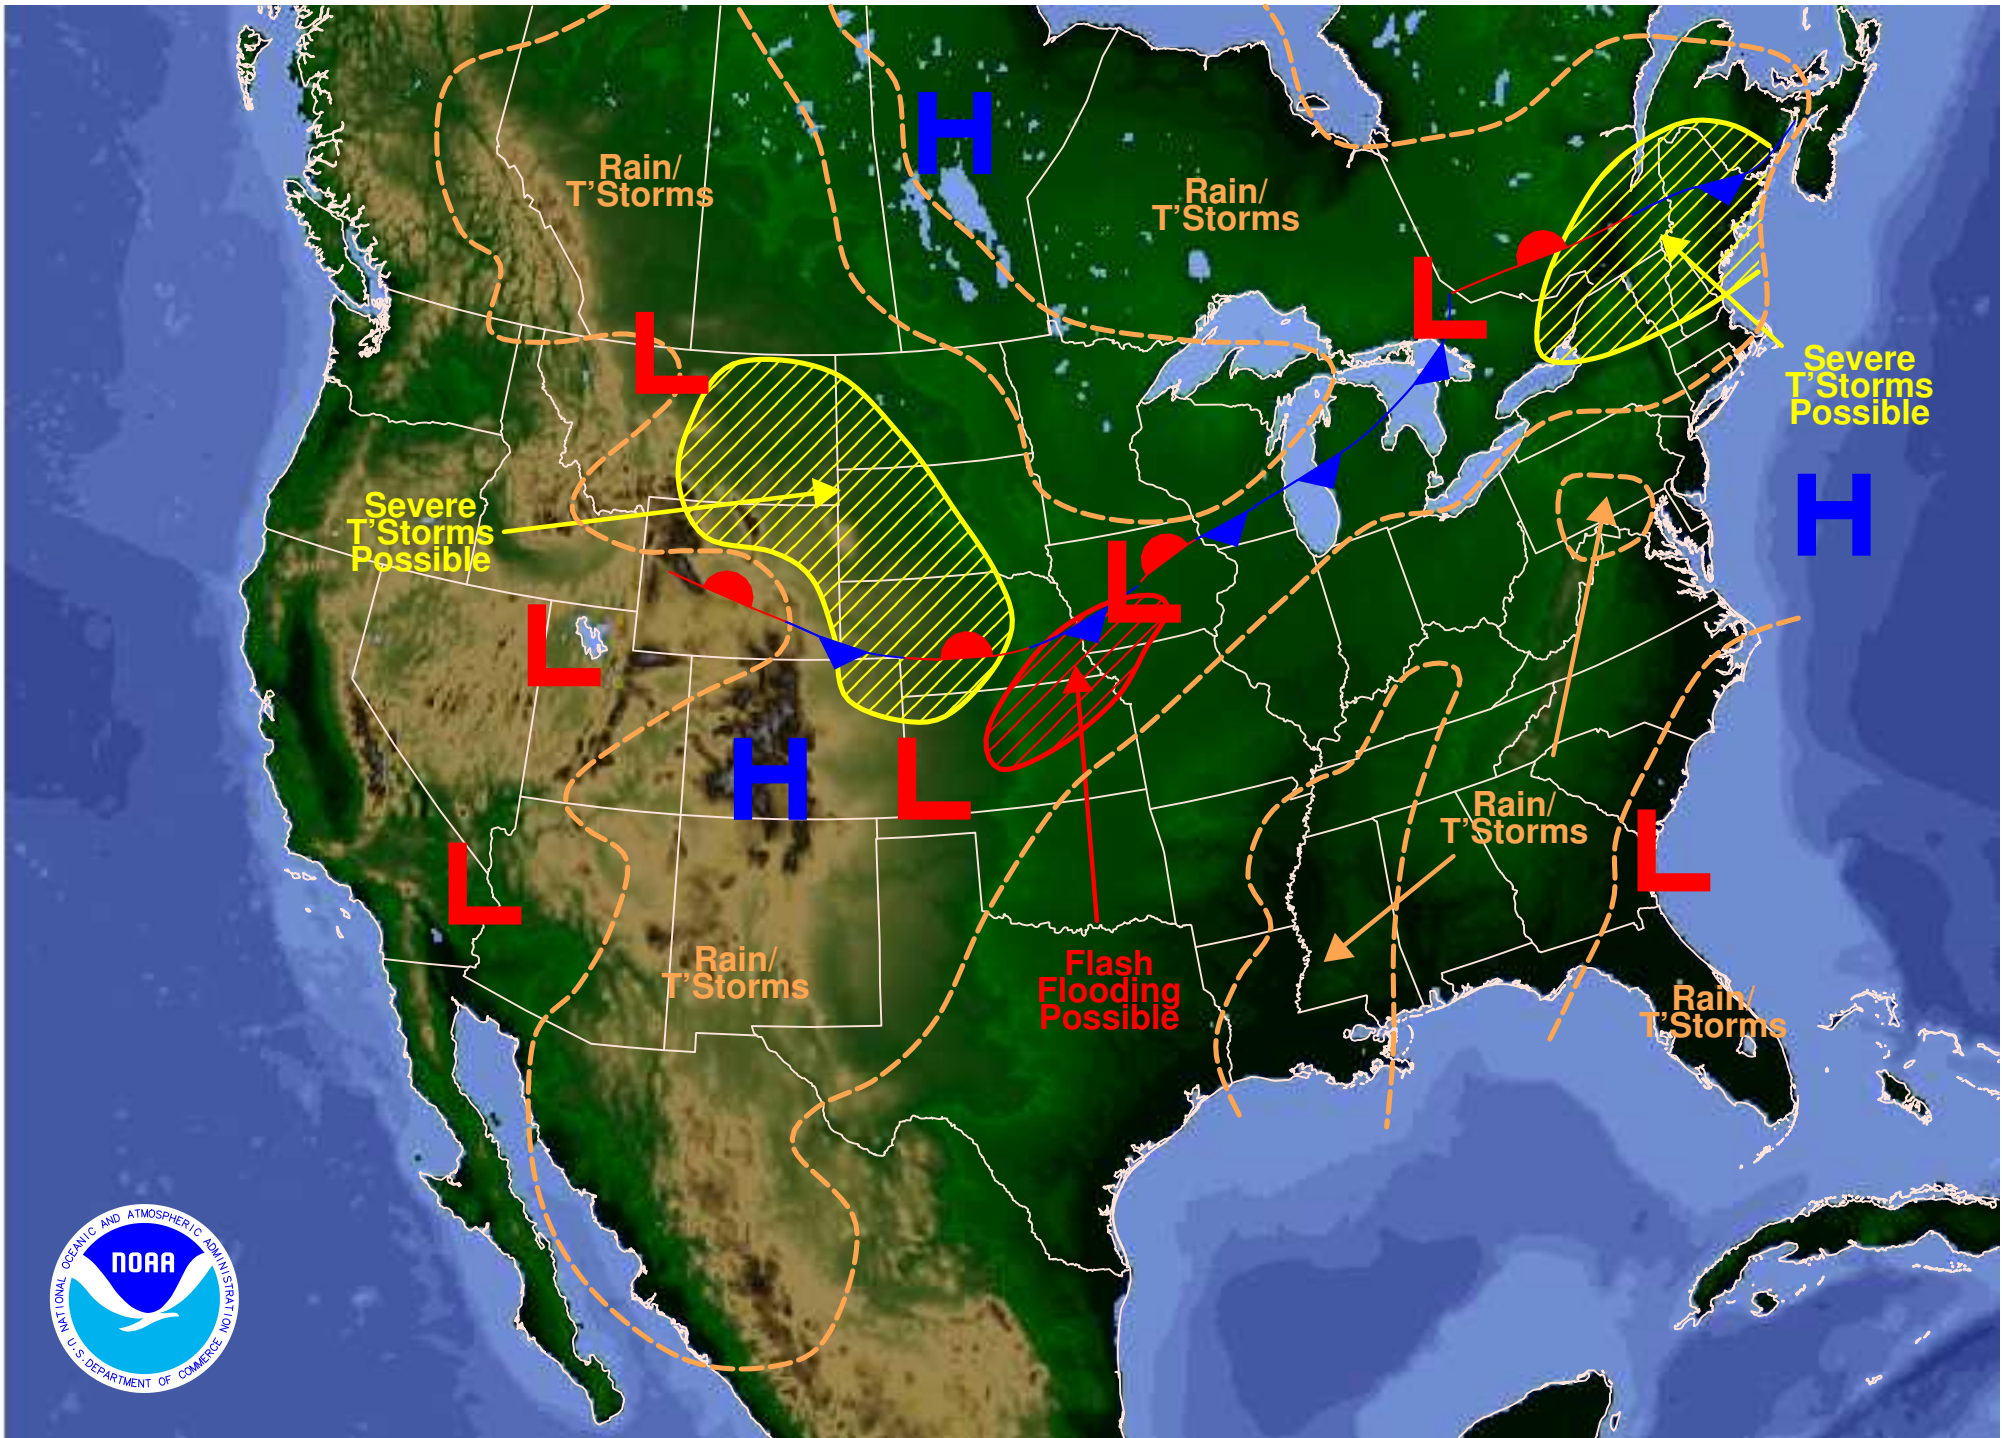 H
Rain/
T'Storms
Rain/
T'Storms
L
L
Severe
T'Storms
Possible
H
Severe
T'Storms
Possible
L
L
H
L
Rain/
T'Storms
L
L
Rain/
T'Storms
Flash
Flooding
Possible
Rain/
T'Storms
NATIONAL OCEANIC AND ATMOSPHERIC ADMINISTRATION
NOAA
U.S. DEPARTMENT OF COMMERCE